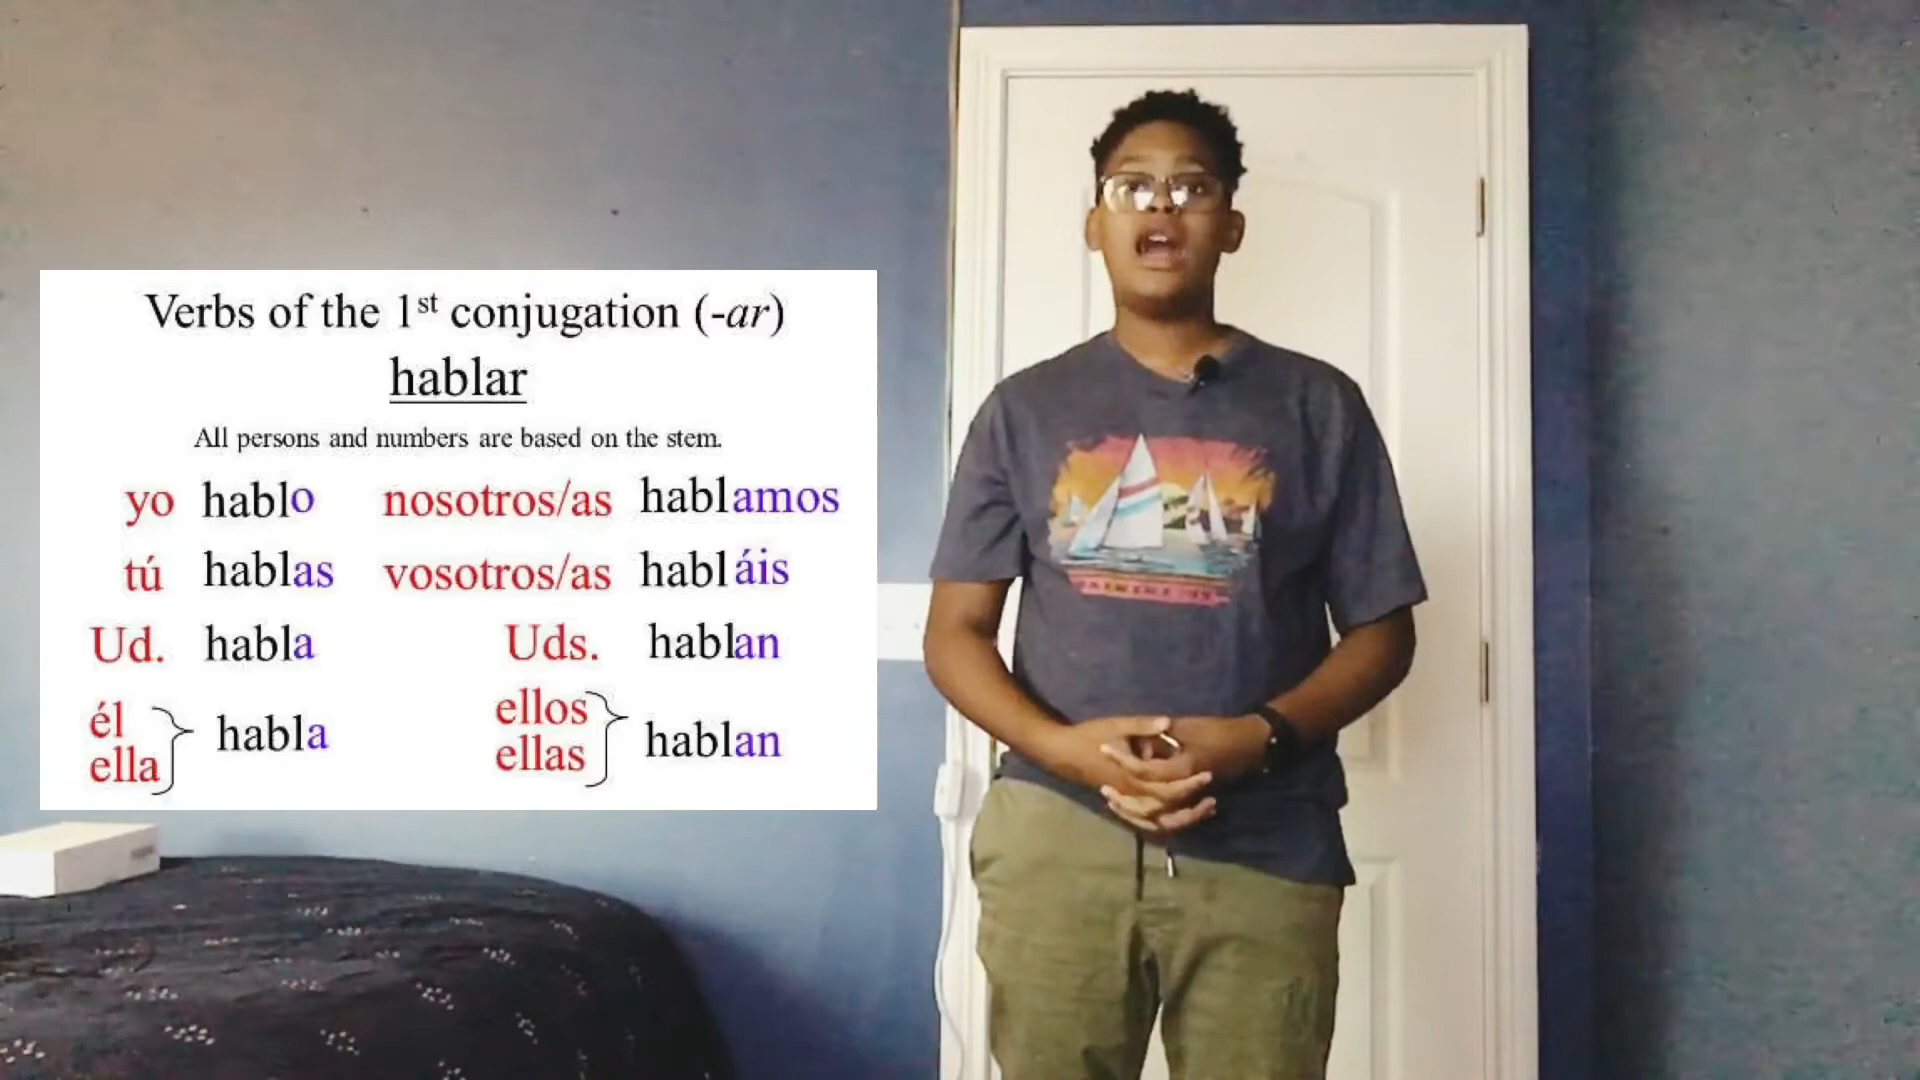 Verbs of the 1st conjugation (-ar)
hablar
All persons and numbers are based on the stem.
yo hablo nosotros/as hablamos
tú hablas vosotros/as habláis
Ud. habla Uds. hablan
él
ella
habla
ellos
ellas
hablan